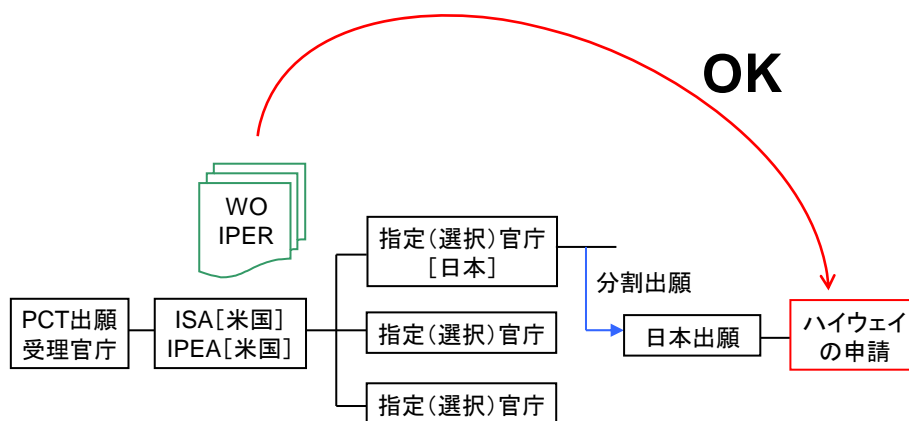 OK
WO
IPER
指定(選択)官庁
[日本]
分割出願
PCT出願
受理官庁
ISA[米国]
IPEA[米国]
指定(選択)官庁
日本出願
ハイウェイ
の申請
指定(選択)官庁